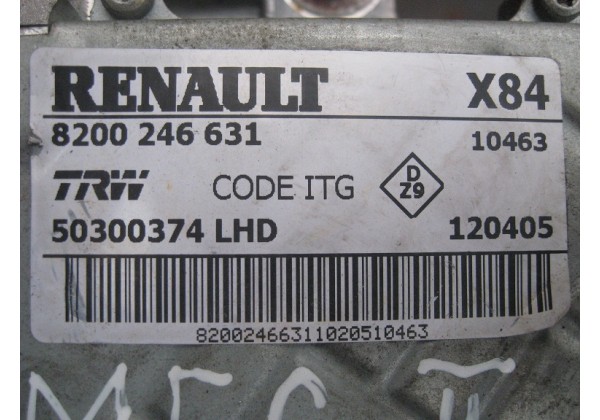 RENAULT X84
8200 246 631 10463
TRW CODE ITG D Z9
50300374 LHD 120405
82002466311020510463